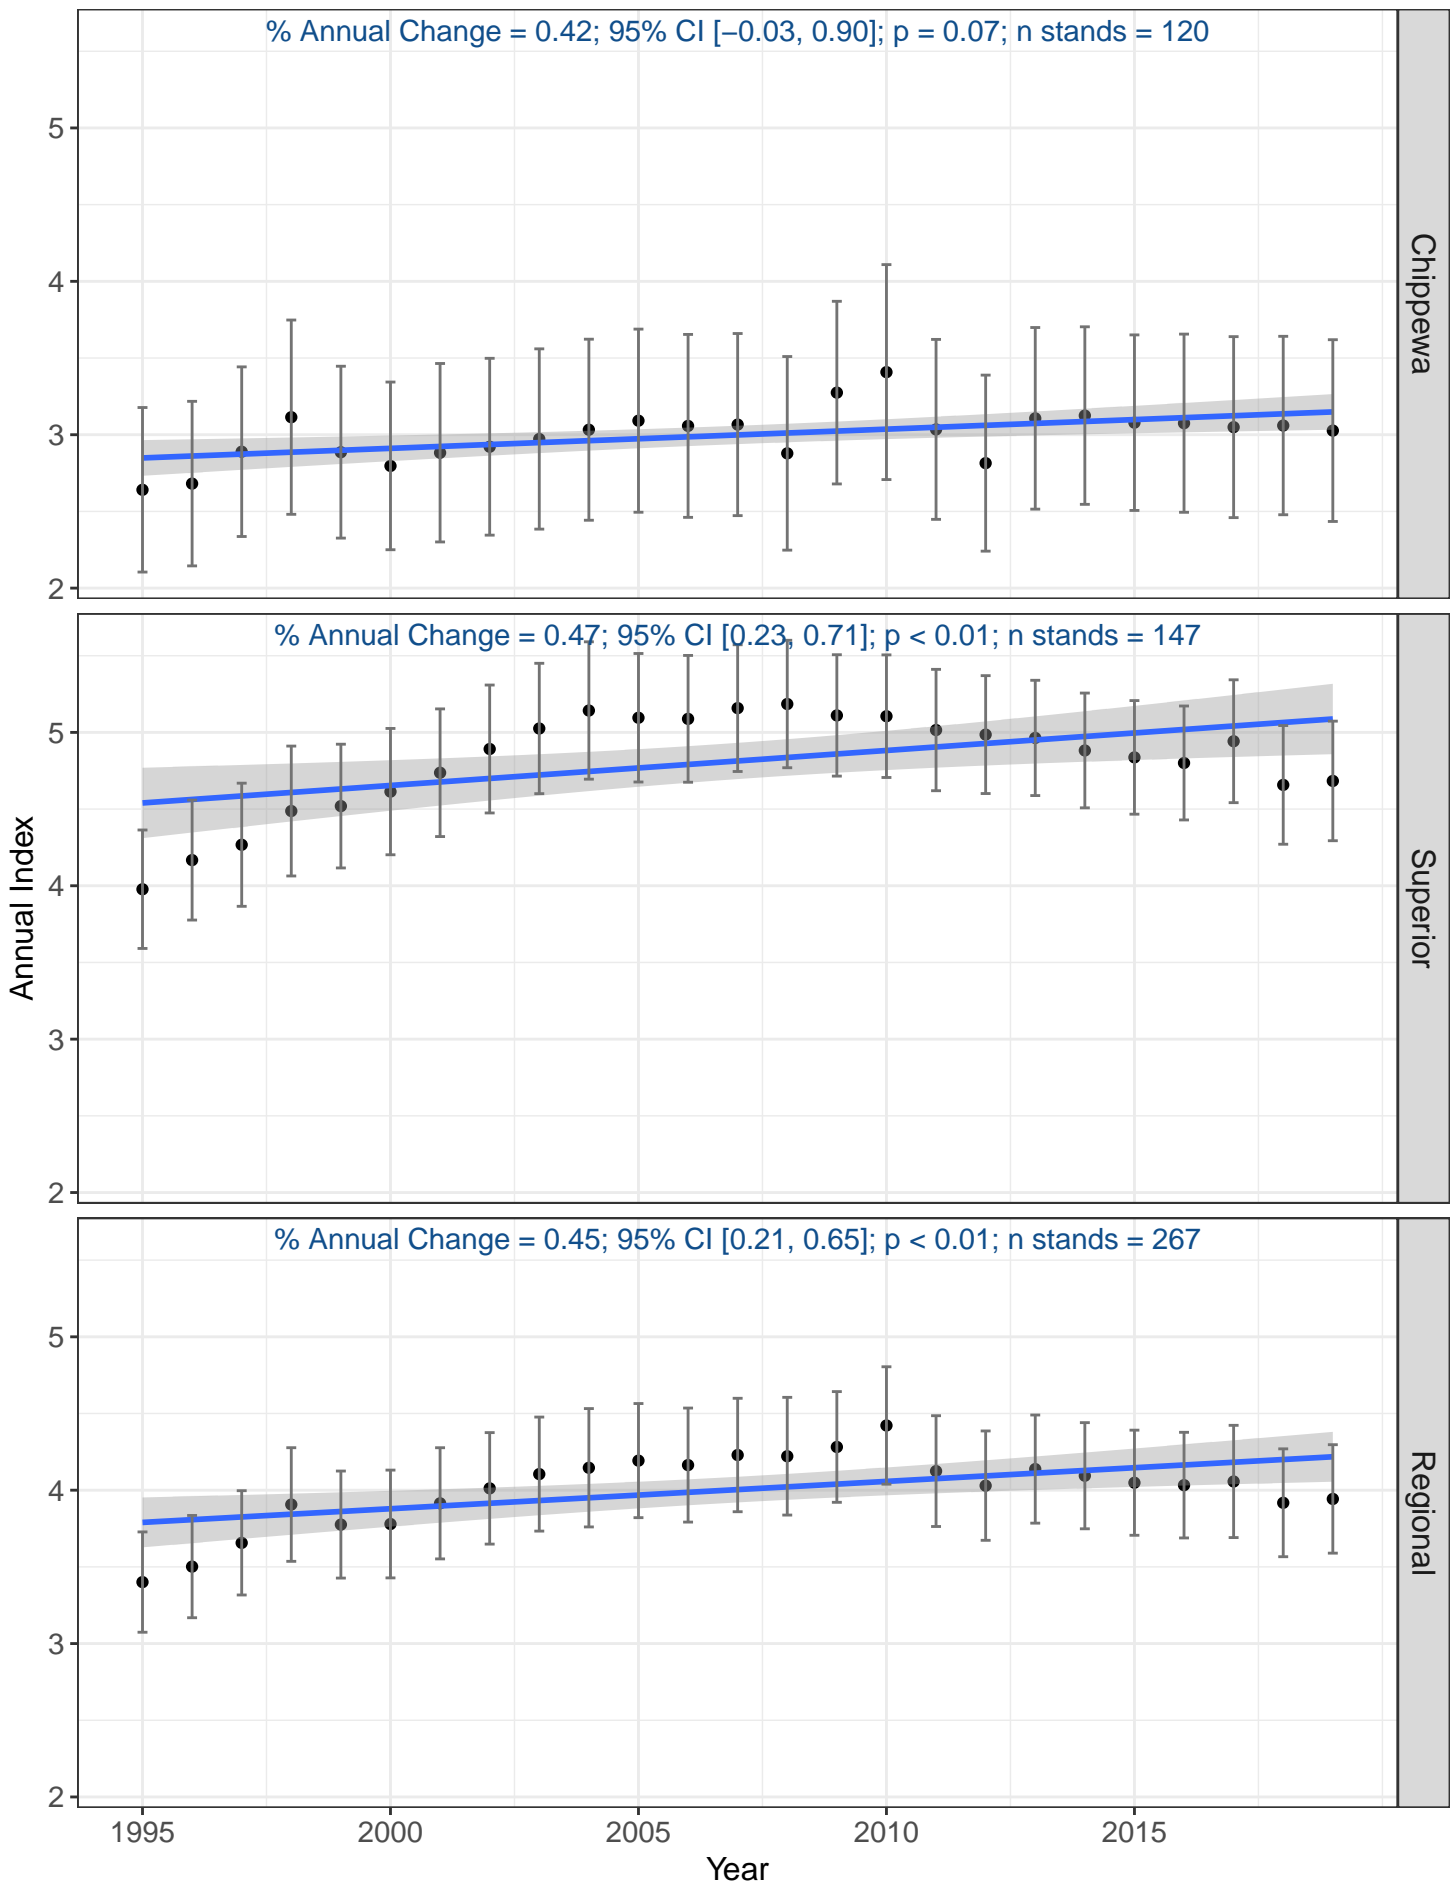 % Annual Change = 0.42; 95% CI [−0.03, 0.90]; p = 0.07; n stands = 120
5
4
3
2
Chippewa
% Annual Change = 0.47; 95% CI [0.23, 0.71]; p < 0.01; n stands = 147
5
4
3
2
Superior
Annual Index
% Annual Change = 0.45; 95% CI [0.21, 0.65]; p < 0.01; n stands = 267
5
4
3
2
Regional
1995 2000 2005 2010 2015
Year